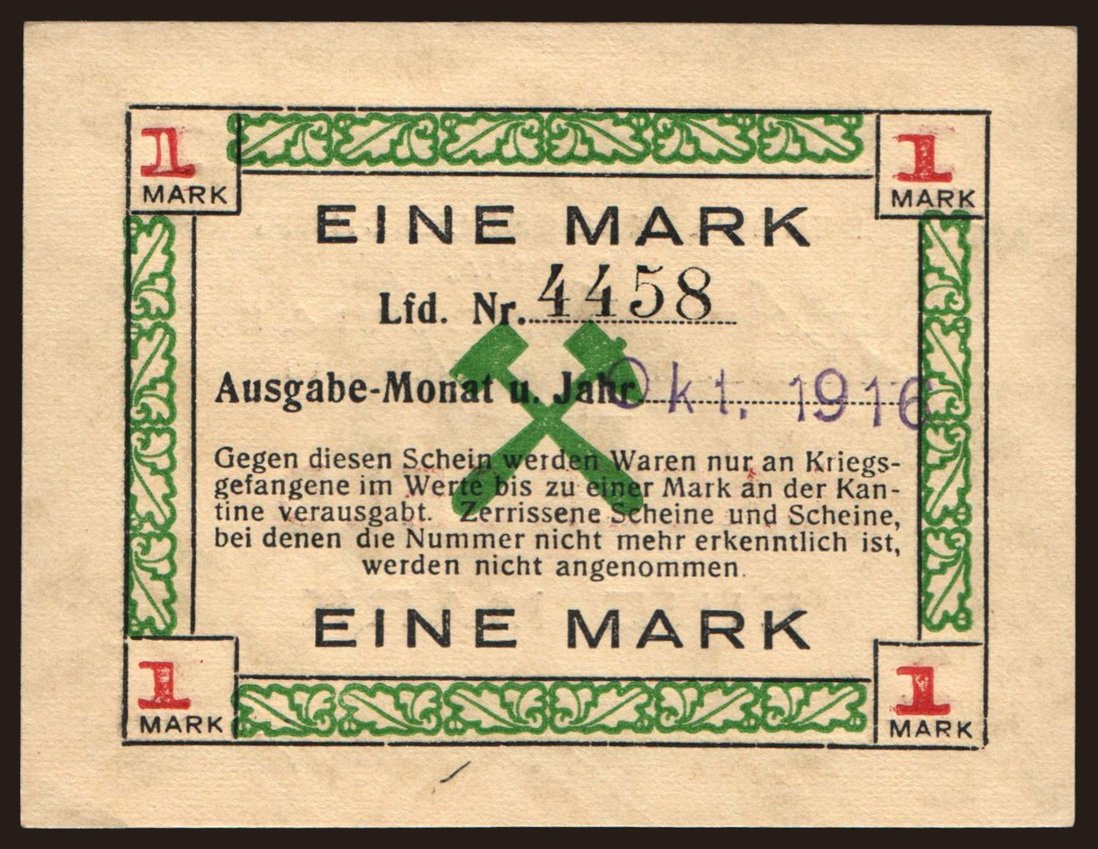 1 1
MARK MARK
EINE MARK
Lfd. Nr. 4458
Ausgabe-Monat u. Jahr. Okt. 1916
Gegen diesen Schein werden Waren nur an Kriegs-
gefangene im Werte bis zu einer Mark an der Kan-
tine verausgabt. Zerrissene Scheine und Scheine,
bei denen die Nummer nicht mehr erkenntlich ist,
werden nicht angenommen.
EINE MARK
1 1
MARK MARK